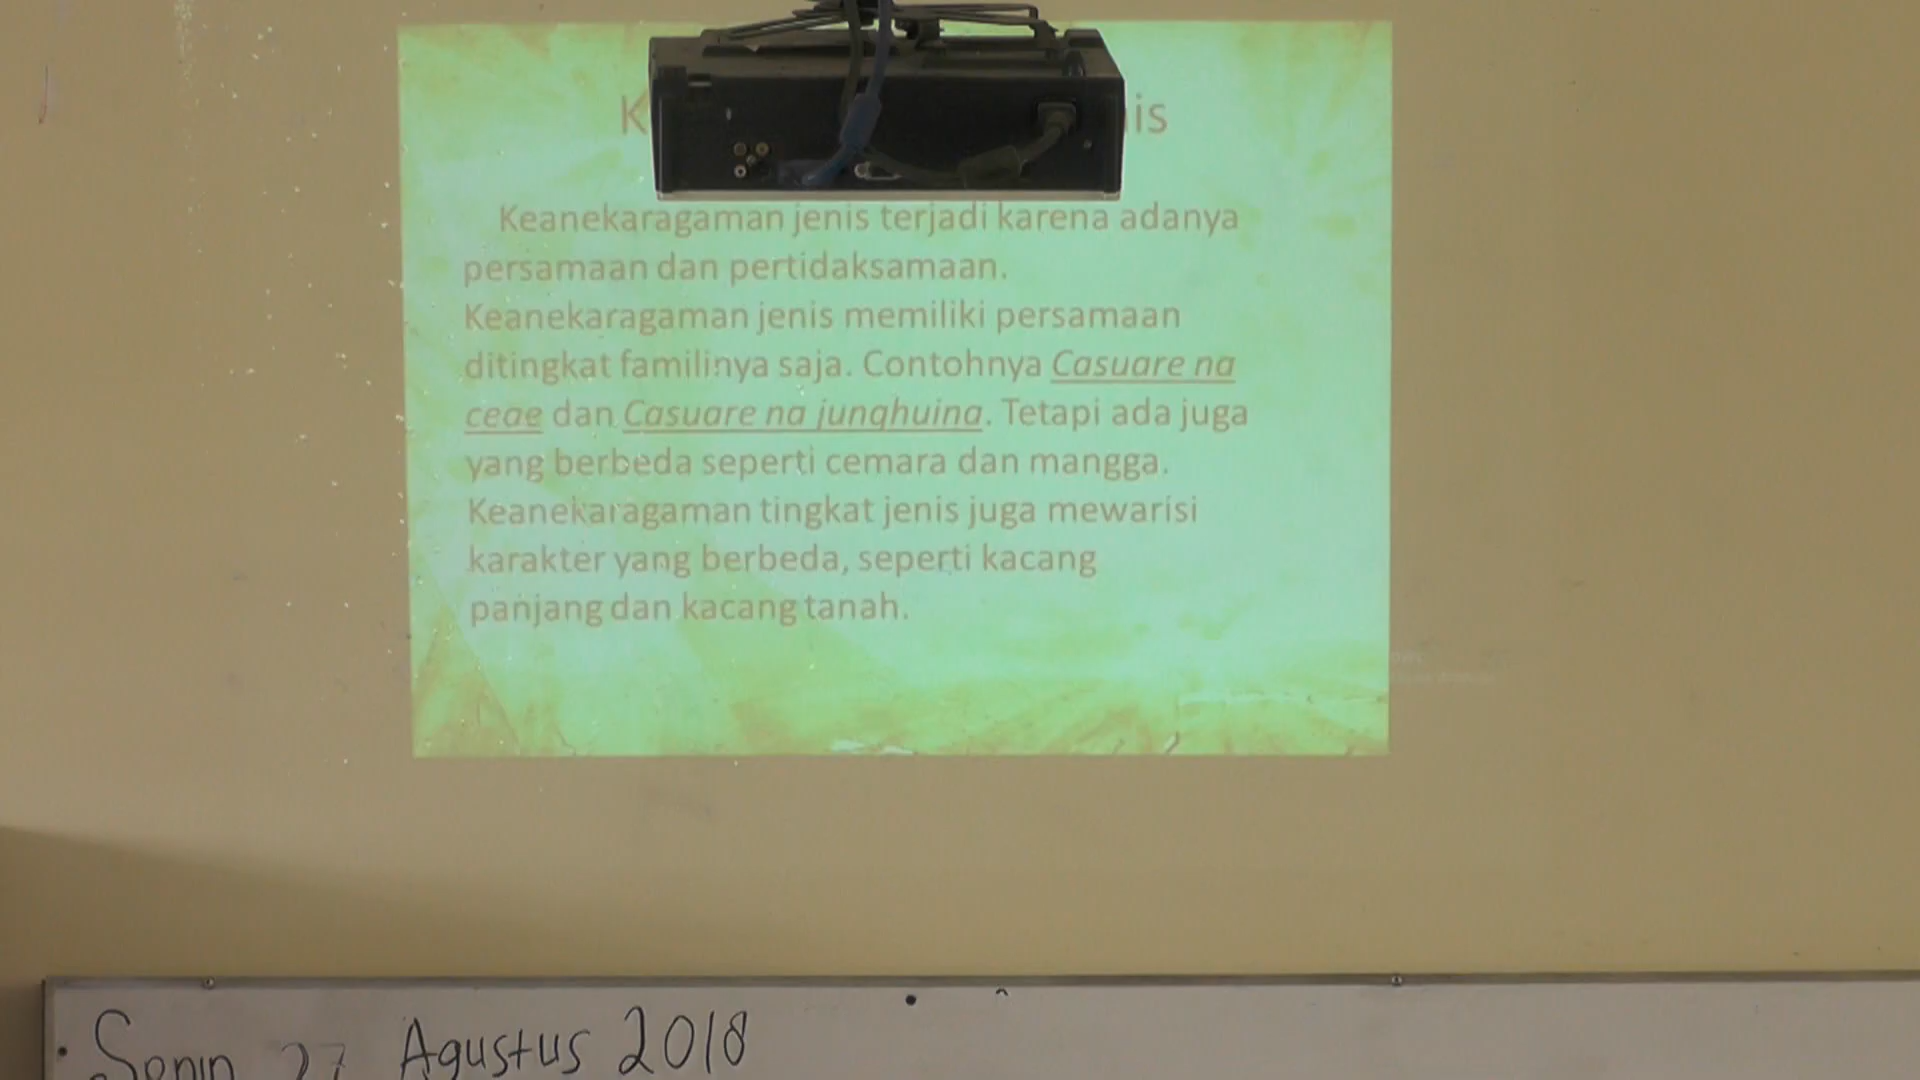 Keanekaragaman jenis terjadi karena adanya
persamaan dan pertidaksamaan.
Keanekaragaman jenis memiliki persamaan
ditingkat familinya saja. Contohnya Casuare na
ceae dan Casuare na junghuina. Tetapi ada juga
yang berbeda seperti cemara dan mangga.
Keanekaragaman tingkat jenis juga mewarisi
karakter yang berbeda, seperti kacang
panjang dan kacang tanah.
Senin 27 Agustus 2018